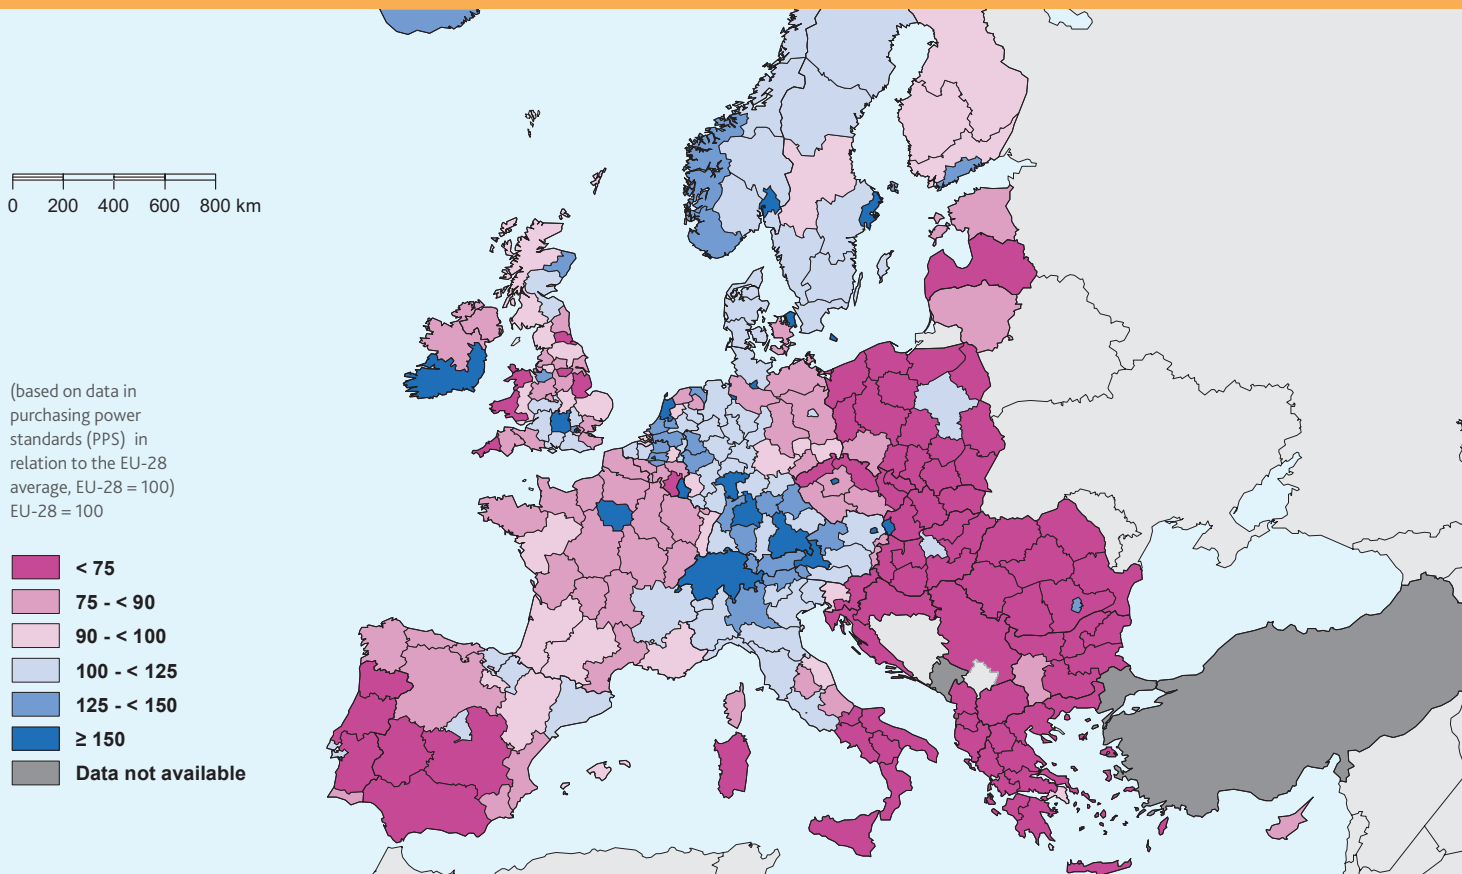 0 200 400 600 800 km
(based on data in
purchasing power
standards (PPS) in
relation to the EU-28
average, EU-28 = 100)
EU-28 = 100
< 75
75 - < 90
90 - < 100
100 - < 125
125 - < 150
≥ 150
Data not available